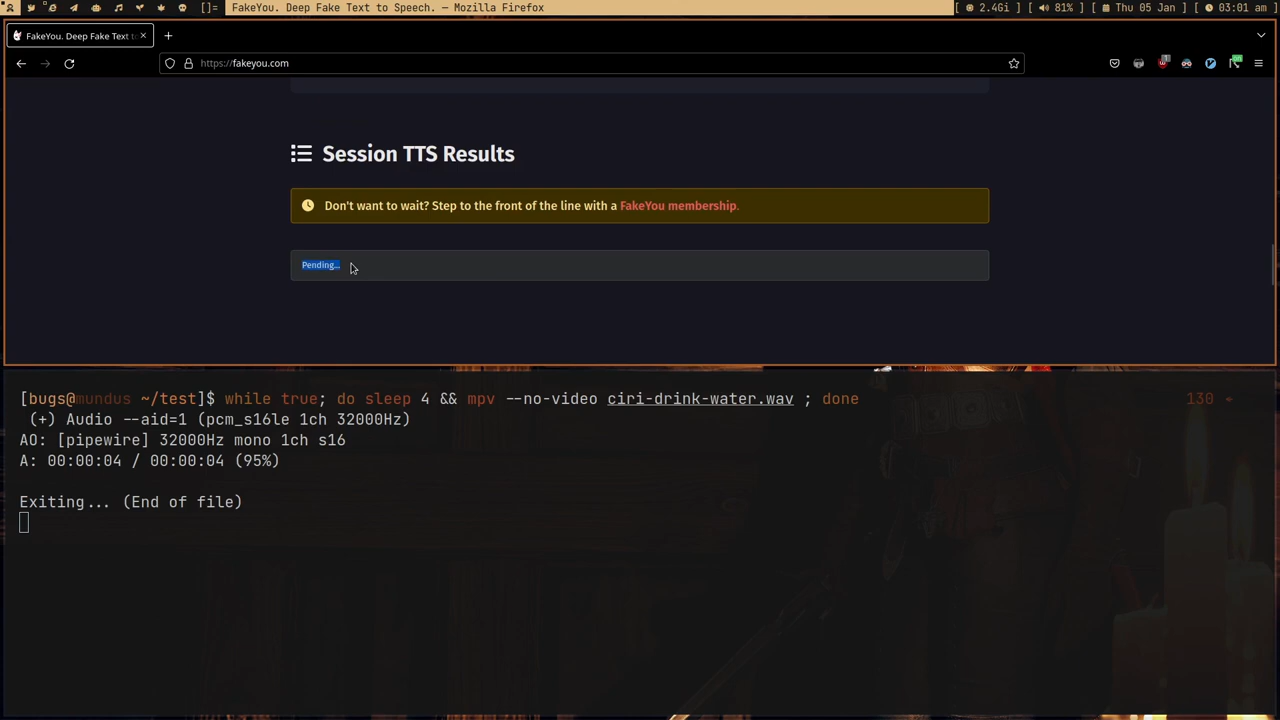 []= FakeYou. Deep Fake Text to Speech. — Mozilla Firefox [ 2.4Gi ] [ 81% ] [ Thu 05 Jan ] [ 03:01 am ]
FakeYou. Deep Fake Text to
https://fakeyou.com
Session TTS Results
Don't want to wait? Step to the front of the line with a FakeYou membership.
Pending...
[bugs@mundus ~/test]$ while true; do sleep 4 && mpv --no-video ciri-drink-water.wav ; done 130 ←
(+) Audio --aid=1 (pcm_s16le 1ch 32000Hz)
AO: [pipewire] 32000Hz mono 1ch s16
A: 00:00:04 / 00:00:04 (95%)
Exiting... (End of file)